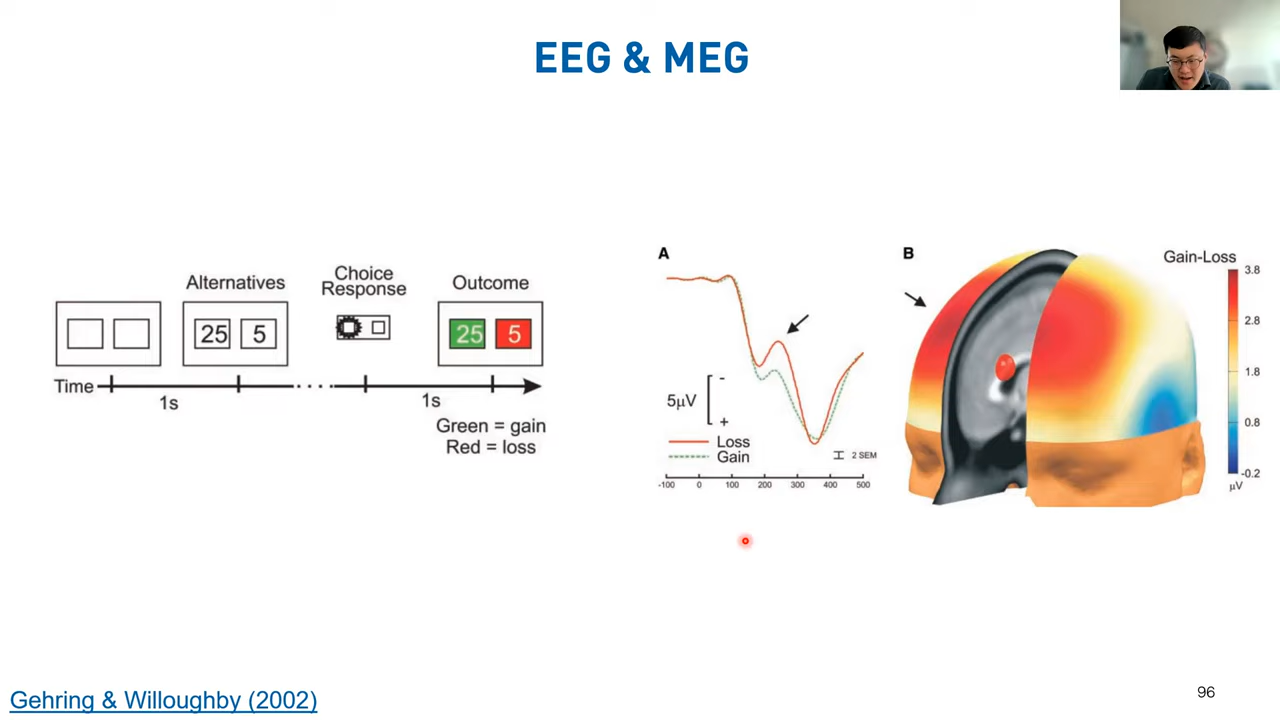 EEG & MEG
Alternatives
Choice
Response
Outcome
25 5
25 5
Time
1s
1s
Green = gain
Red = loss
A
5µV
-
+
Loss
Gain
2 SEM
-100 0 100 200 300 400 500
B
Gain-Loss
3.8
2.8
1.8
0.8
-0.2
µV
Gehring & Willoughby (2002)
96